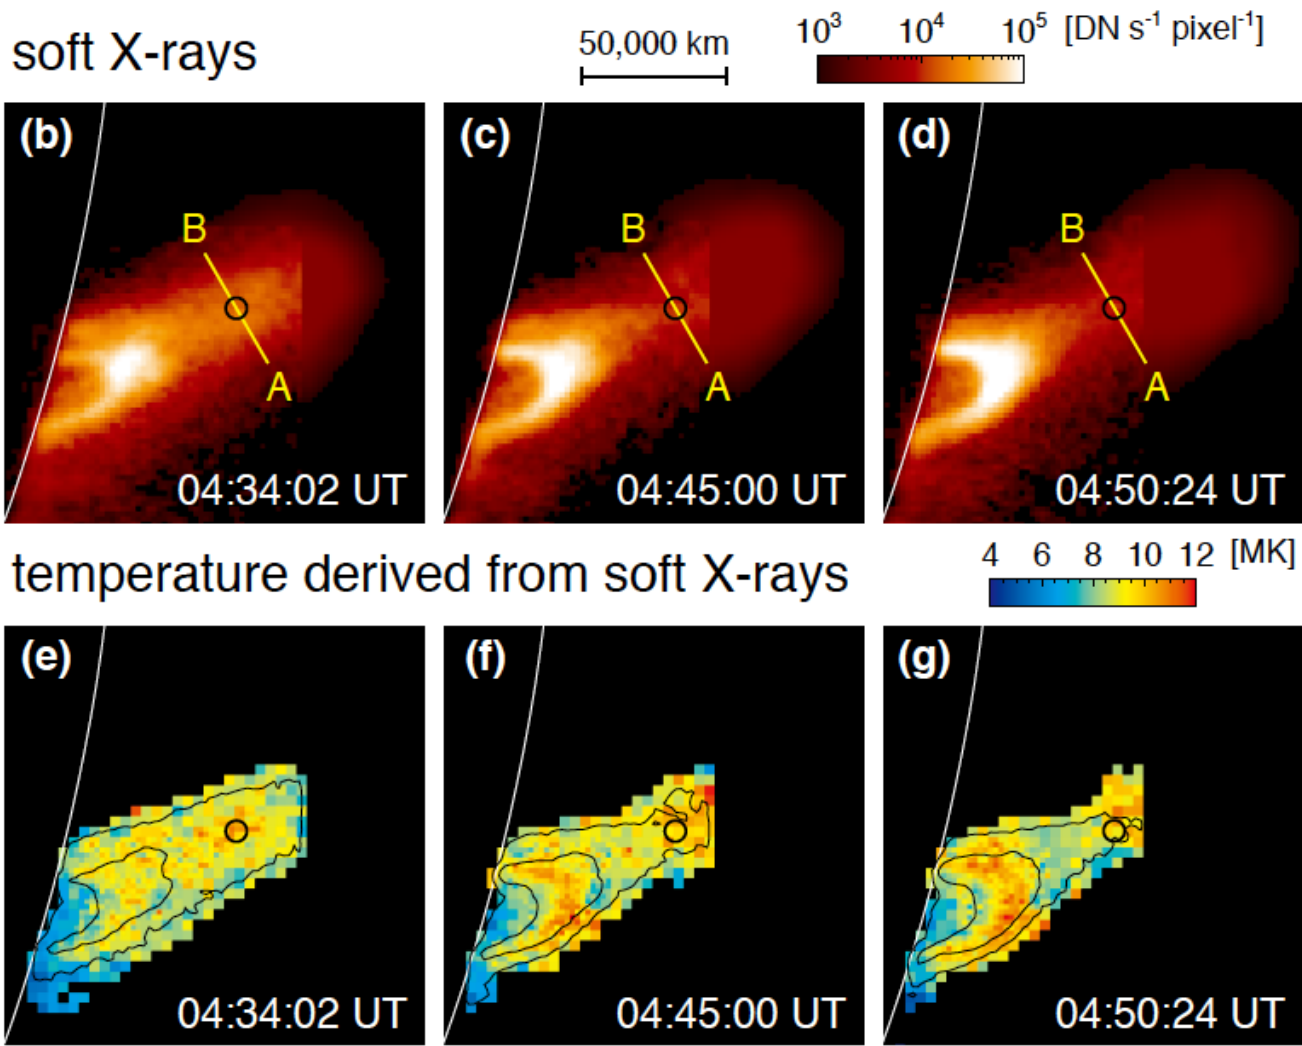 soft X-rays
50,000 km
10³ 10⁴ 10⁵ [DN s⁻¹ pixel⁻¹]
(b)
B
A
04:34:02 UT
(c)
B
A
04:45:00 UT
(d)
B
A
04:50:24 UT
temperature derived from soft X-rays
4 6 8 10 12 [MK]
(e)
04:34:02 UT
(f)
04:45:00 UT
(g)
04:50:24 UT